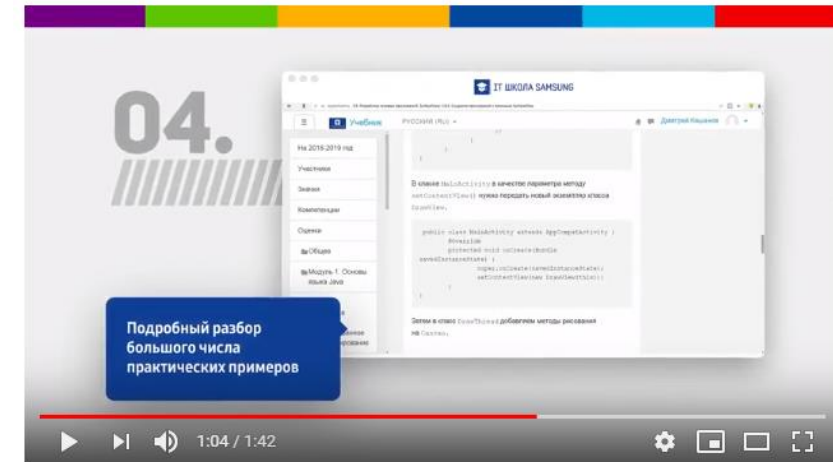 04.
IT ШКОЛА SAMSUNG
Учебник
РУССКИЙ (RU)
Дмитрий Кишанов
На 2018-2019 год
Участники
Значки
Компетенции
Оценки
Общее
Модуль 1. Основы
языка Java
}
}
В классе MainActivity в качестве параметра методу
setContentView() нужно передать новый экземпляр класса
DrawView.
public class MainActivity extends AppCompatActivity {
@Override
protected void onCreate(Bundle
savedInstanceState) {
super.onCreate(savedInstanceState);
setContentView(new DrawView(this));
}
}
Затем в класс DrawThread добавляем методы рисования
на Canvas.
Подробный разбор
большого числа
практических примеров
1:04 / 1:42